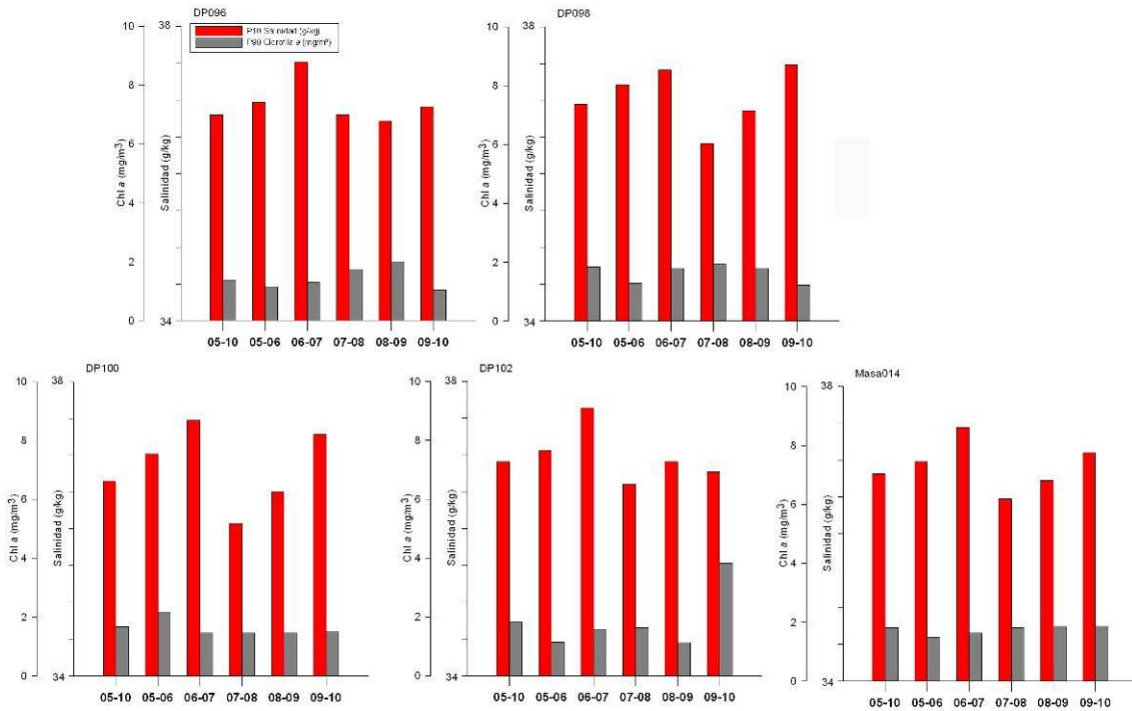 DP096
10
8
6
4
2
0
Chl a (mg/m³)
38
34
Salinidad (g/kg)
P10 Salinidad (g/kg)
P90 Clorofila a (mg/m³)
05-10 05-06 06-07 07-08 08-09 09-10
DP098
10
8
6
4
2
0
Chl a (mg/m³)
38
34
Salinidad (g/kg)
05-10 05-06 06-07 07-08 08-09 09-10
DP100
10
8
6
4
2
0
Chl a (mg/m³)
38
34
Salinidad (g/kg)
05-10 05-06 06-07 07-08 08-09 09-10
DP102
10
8
6
4
2
0
Chl a (mg/m³)
38
34
Salinidad (g/kg)
05-10 05-06 06-07 07-08 08-09 09-10
Masa014
10
8
6
4
2
0
Chl a (mg/m³)
38
34
Salinidad (g/kg)
05-10 05-06 06-07 07-08 08-09 09-10